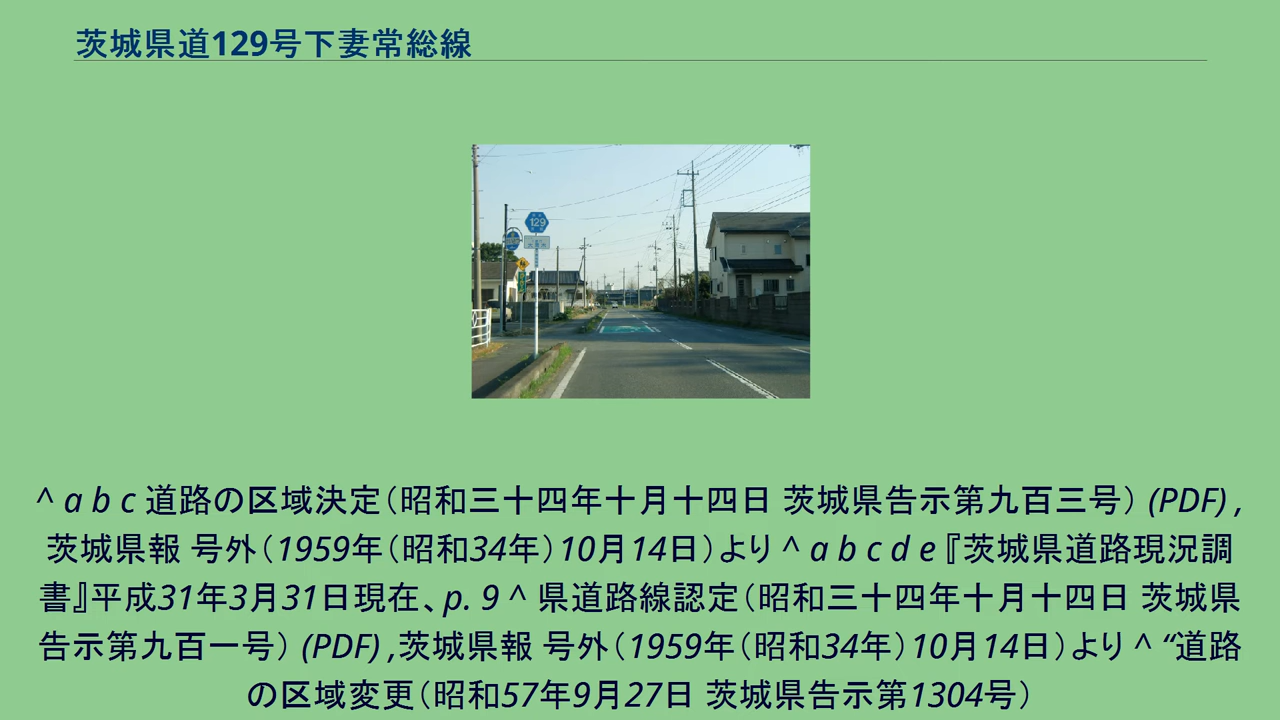 茨城県道129号下妻常総線
129
^ a b c 道路の区域決定（昭和三十四年十月十四日 茨城県告示第九百三号） (PDF) ,
茨城県報 号外（1959年（昭和34年）10月14日）より ^ a b c d e 『茨城県道路現況調
書』平成31年3月31日現在、p. 9 ^ 県道路線認定（昭和三十四年十月十四日 茨城県
告示第九百一号） (PDF) ,茨城県報 号外（1959年（昭和34年）10月14日）より ^ “道路
の区域変更（昭和57年9月27日 茨城県告示第1304号）